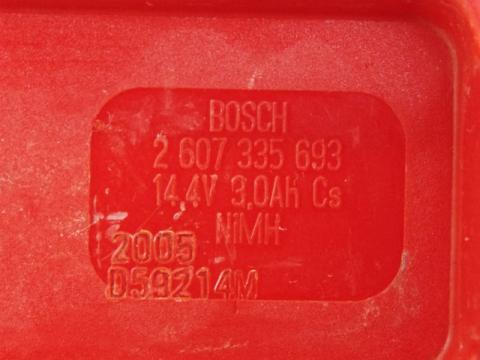 BOSCH
2 607 335 693
14,4V 3,0Ah Cs
NiMH
2005
D59214M